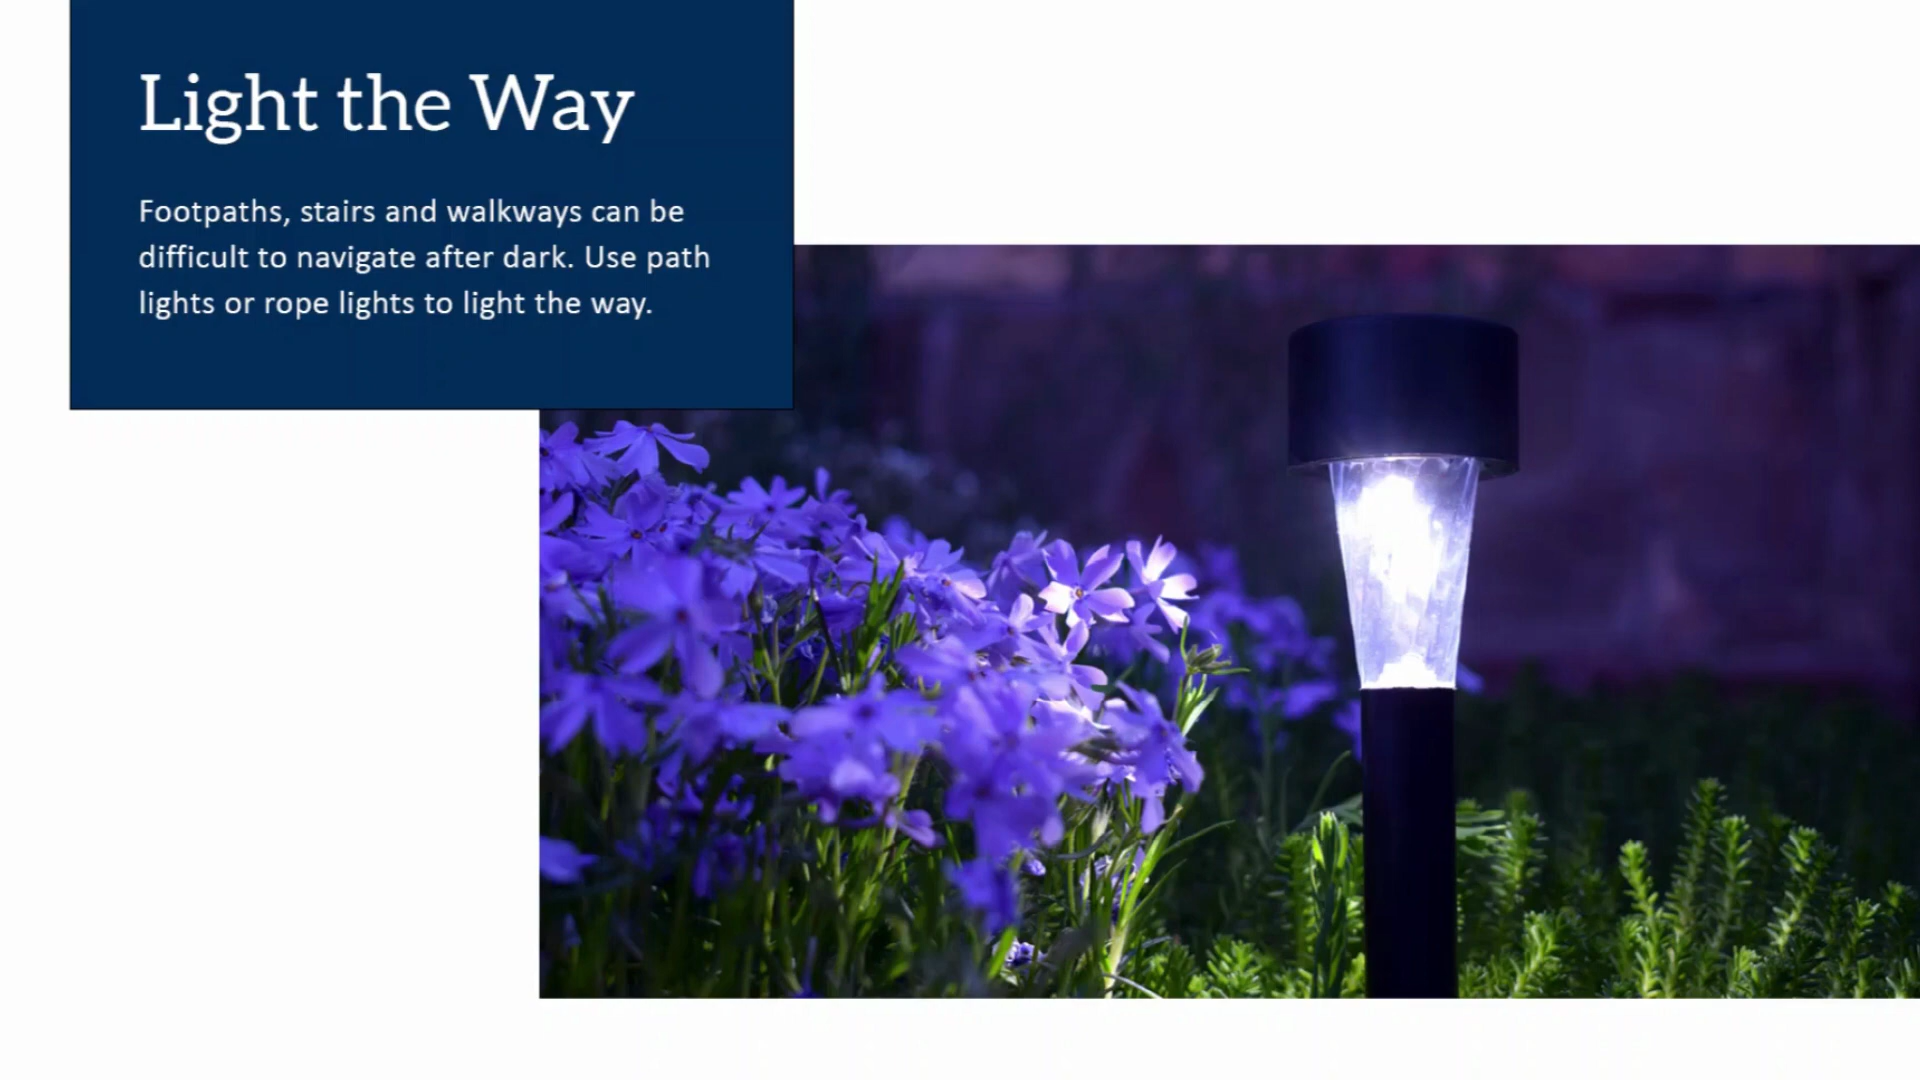 Light the Way
Footpaths, stairs and walkways can be
difficult to navigate after dark. Use path
lights or rope lights to light the way.